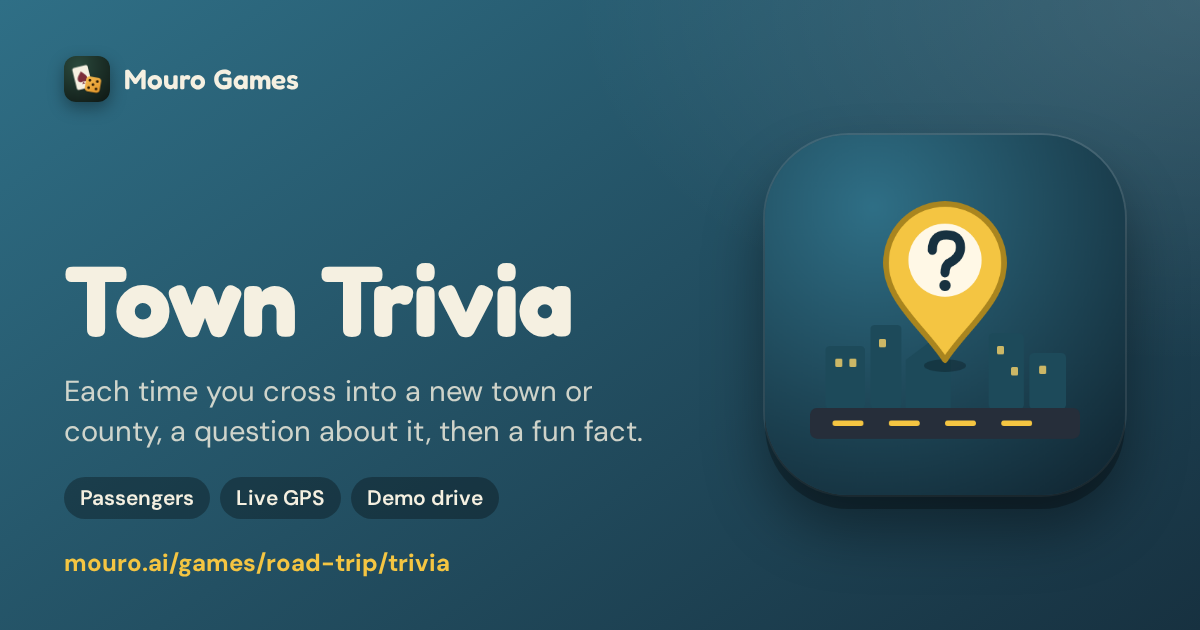 Mouro Games
Town Trivia
Each time you cross into a new town or
county, a question about it, then a fun fact.
Passengers
Live GPS
Demo drive
mouro.ai/games/road-trip/trivia
?